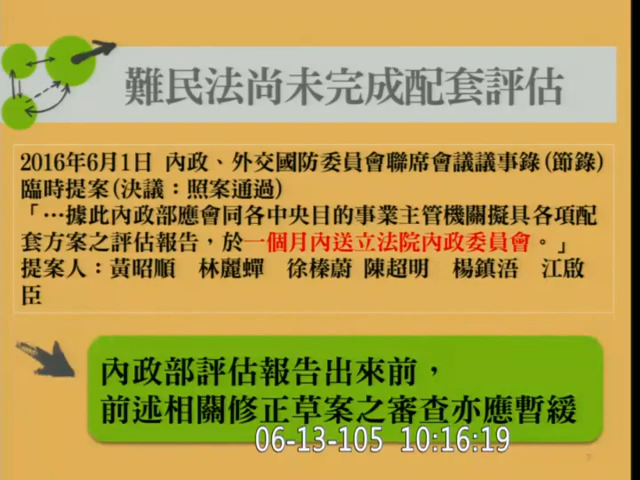 難民法尚未完成配套評估
2016年6月1日 內政、外交國防委員會聯席會議議事錄(節錄)
臨時提案(決議：照案通過)
「…據此內政部應會同各中央目的事業主管機關擬具各項配
套方案之評估報告，於一個月內送立法院內政委員會。」
提案人：黃昭順　林麗蟬　徐榛蔚 陳超明　楊鎮浯　江啟
臣
內政部評估報告出來前，
前述相關修正草案之審查亦應暫緩
06-13-105 10:16:19